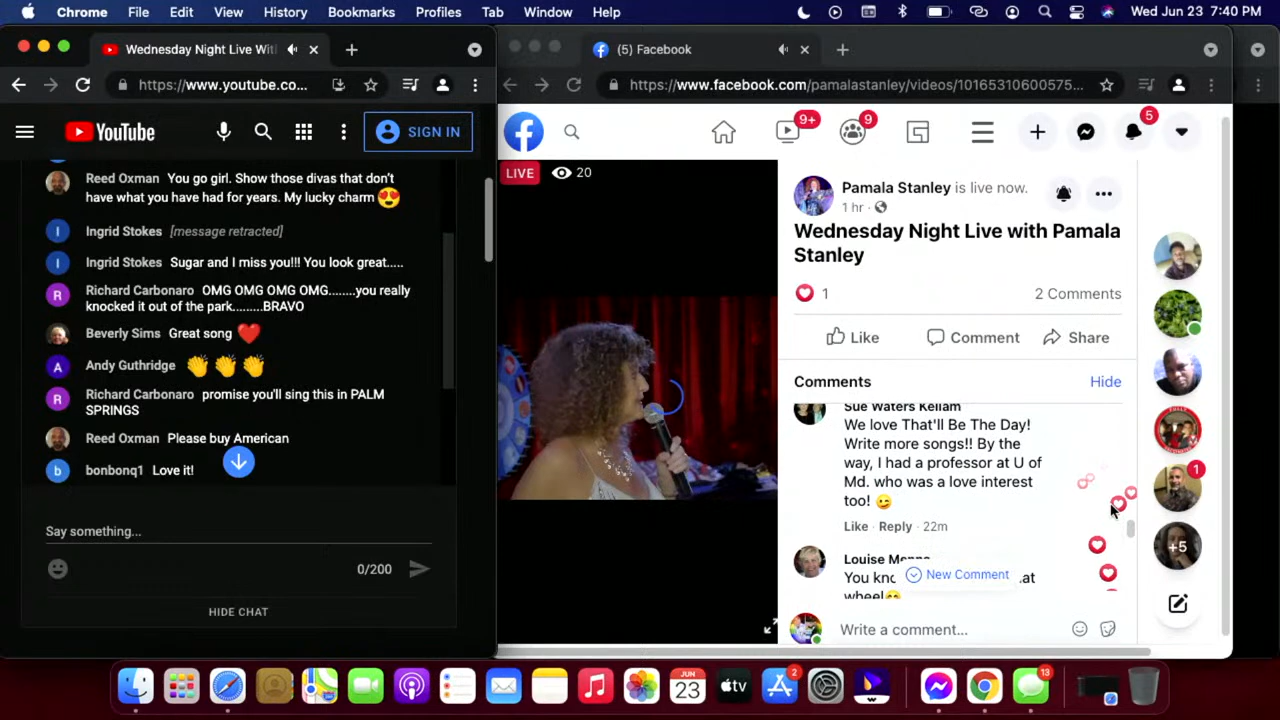 Chrome File Edit View History Bookmarks Profiles Tab Window Help
Wed Jun 23 7:40 PM
Wednesday Night Live With
https://www.youtube.co...
YouTube
SIGN IN
Reed Oxman You go girl. Show those divas that don't
have what you have had for years. My lucky charm😍
Ingrid Stokes [message retracted]
Ingrid Stokes Sugar and I miss you!!! You look great.....
Richard Carbonaro OMG OMG OMG OMG........you really
knocked it out of the park.........BRAVO
Beverly Sims Great song ❤️
Andy Guthridge 👏👏👏
Richard Carbonaro promise you'll sing this in PALM
SPRINGS
Reed Oxman Please buy American
bonbonq1 Love it!
Say something...
0/200
HIDE CHAT
(5) Facebook
https://www.facebook.com/pamalastanley/videos/10165310600575...
9+
9
5
LIVE 20
Pamala Stanley is live now.
1 hr
Wednesday Night Live with Pamala
Stanley
1
2 Comments
Like Comment Share
Comments
Hide
Sue Waters Kellam
We love That'll Be The Day!
Write more songs!! By the
way, I had a professor at U of
Md. who was a love interest
too! 😉
Like · Reply · 22m
Louise
You
New Comment
at
wheel😊
Write a comment...
1
+5
JUN
23
tv
2
13